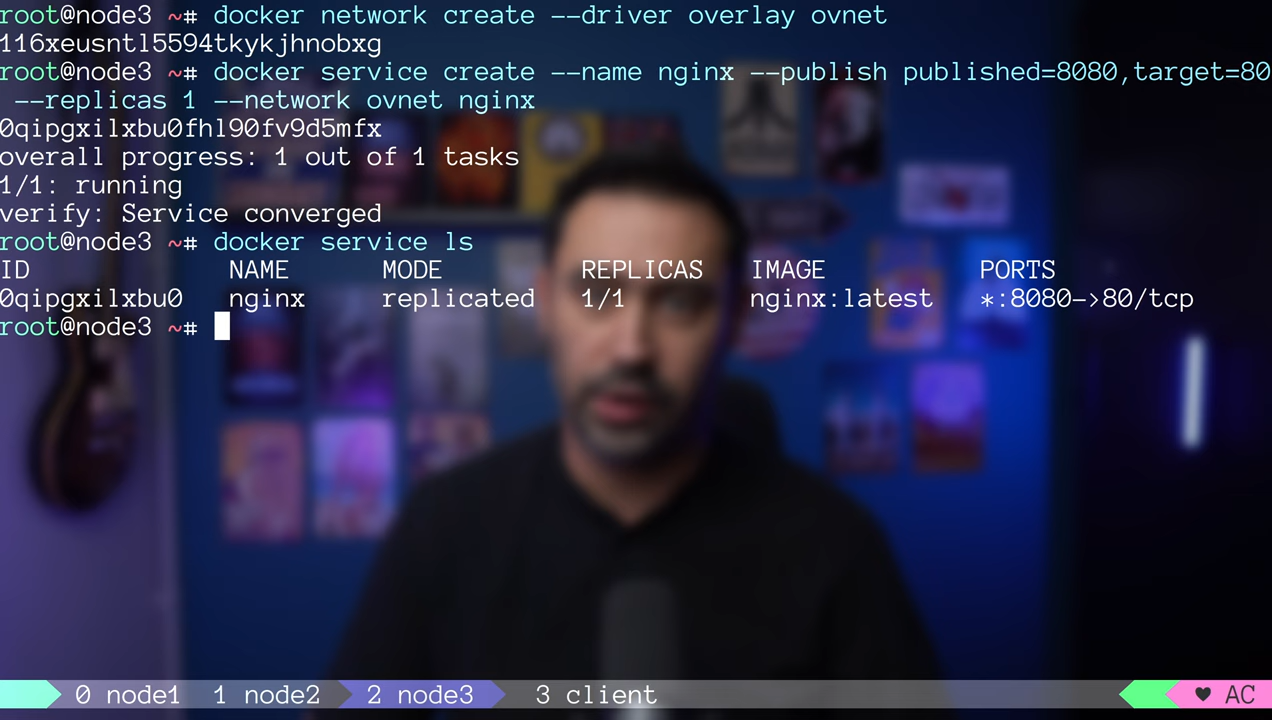 root@node3 ~# docker network create --driver overlay ovnet
116xeusntl5594tkykjhnobxg
root@node3 ~# docker service create --name nginx --publish published=8080,target=80
 --replicas 1 --network ovnet nginx
0qipgxilxbu0fhl90fv9d5mfx
overall progress: 1 out of 1 tasks
1/1: running
verify: Service converged
root@node3 ~# docker service ls
ID NAME MODE REPLICAS IMAGE PORTS
0qipgxilxbu0 nginx replicated 1/1 nginx:latest *:8080->80/tcp
root@node3 ~#
0 node1 1 node2 2 node3 3 client ♥ AC